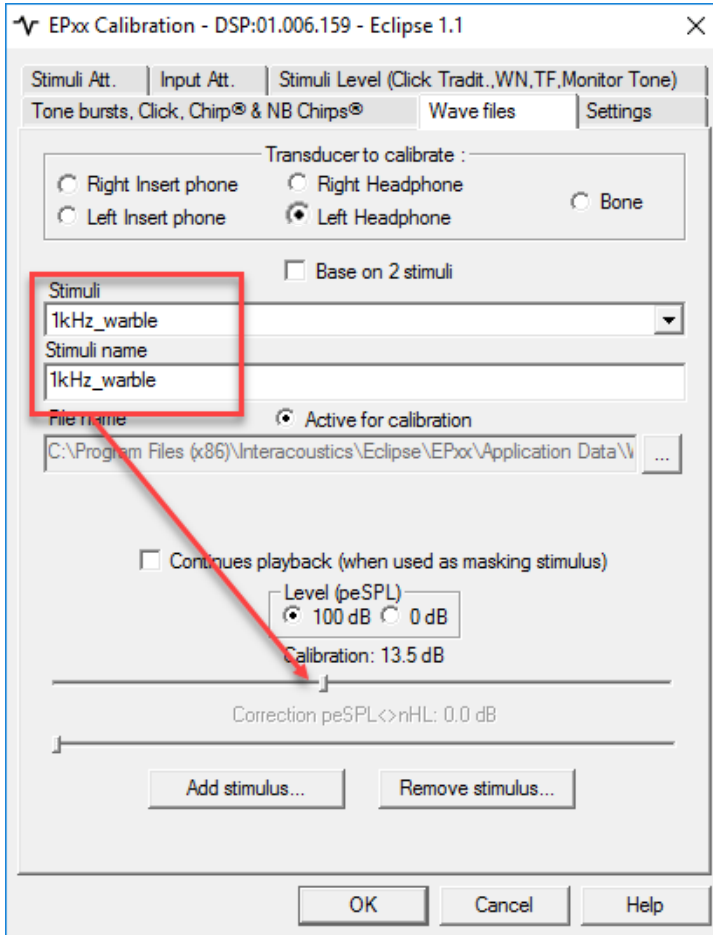 EPxx Calibration - DSP:01.006.159 - Eclipse 1.1
Stimuli Att. Input Att. Stimuli Level (Click Tradit.,WN,TF,Monitor Tone)
Tone bursts, Click, Chirp® & NB Chirps® Wave files Settings
Transducer to calibrate :
Right Insert phone Right Headphone
Bone
Left Insert phone Left Headphone
Base on 2 stimuli
Stimuli
1kHz_warble
Stimuli name
1kHz_warble
File name Active for calibration
C:\Program Files (x86)\Interacoustics\Eclipse\EPxx\Application Data\ ...
Continues playback (when used as masking stimulus)
Level (peSPL)
100 dB 0 dB
Calibration: 13.5 dB
Correction peSPL<>nHL: 0.0 dB
Add stimulus... Remove stimulus...
OK Cancel Help